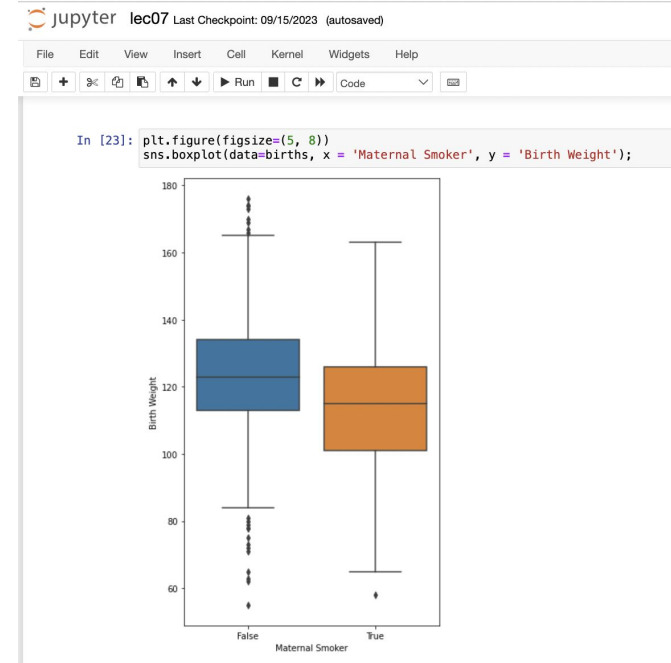 jupyter lec07 Last Checkpoint: 09/15/2023 (autosaved)
File Edit View Insert Cell Kernel Widgets Help
Run Code
In [23]: plt.figure(figsize=(5, 8))
sns.boxplot(data=births, x = 'Maternal Smoker', y = 'Birth Weight');
180
160
140
120
100
80
60
Birth Weight
False True
Maternal Smoker